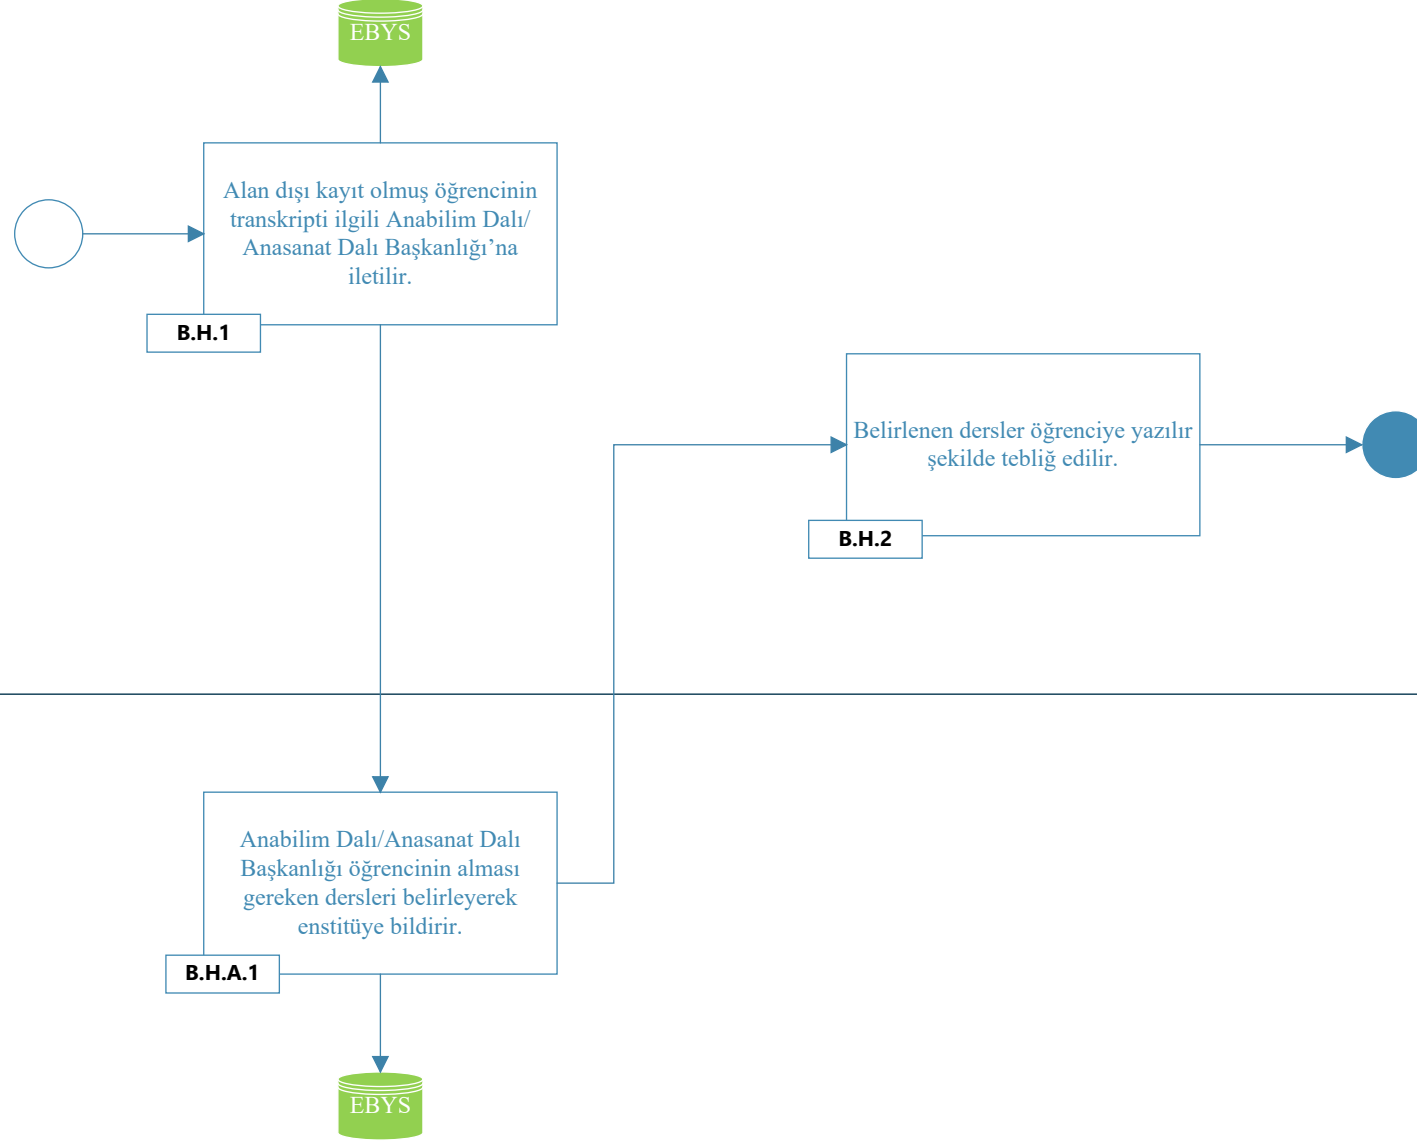 EBYS
Alan dışı kayıt olmuş öğrencinin
transkripti ilgili Anabilim Dalı/
Anasanat Dalı Başkanlığı’na
iletilir.
B.H.1
Belirlenen dersler öğrenciye yazılır
şekilde tebliğ edilir.
B.H.2
Anabilim Dalı/Anasanat Dalı
Başkanlığı öğrencinin alması
gereken dersleri belirleyerek
enstitüye bildirir.
B.H.A.1
EBYS